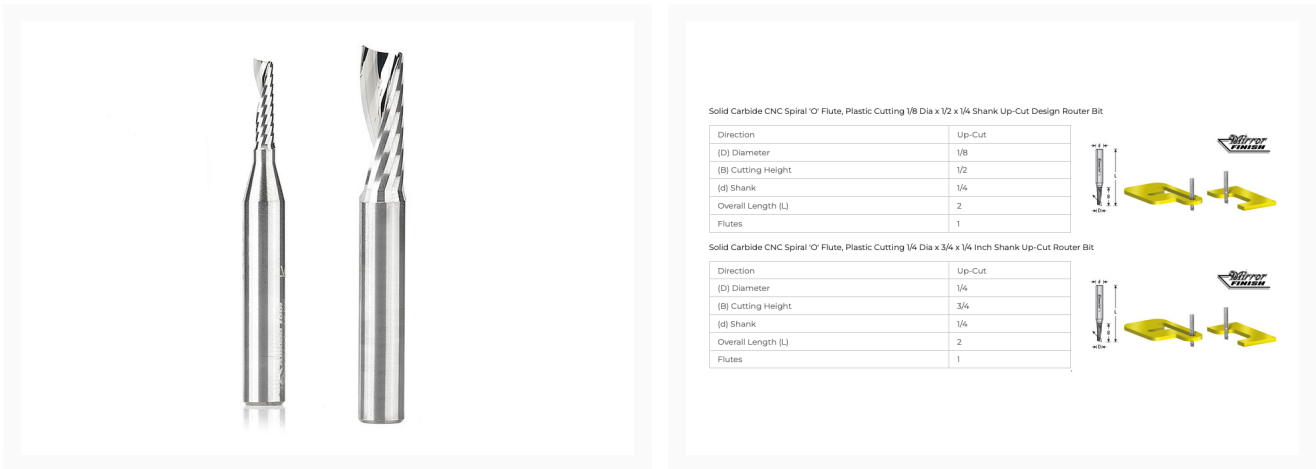 Solid Carbide CNC Spiral 'O' Flute, Plastic Cutting 1/8 Dia x 1/2 x 1/4 Shank Up-Cut Design Router Bit
Direction Up-Cut
(D) Diameter 1/8
(B) Cutting Height 1/2
(d) Shank 1/4
Overall Length (L) 2
Flutes 1
d
L
B
D
Mirror
FINISH
Solid Carbide CNC Spiral 'O' Flute, Plastic Cutting 1/4 Dia x 3/4 x 1/4 Inch Shank Up-Cut Router Bit
Direction Up-Cut
(D) Diameter 1/4
(B) Cutting Height 3/4
(d) Shank 1/4
Overall Length (L) 2
Flutes 1
d
L
B
D
Mirror
FINISH